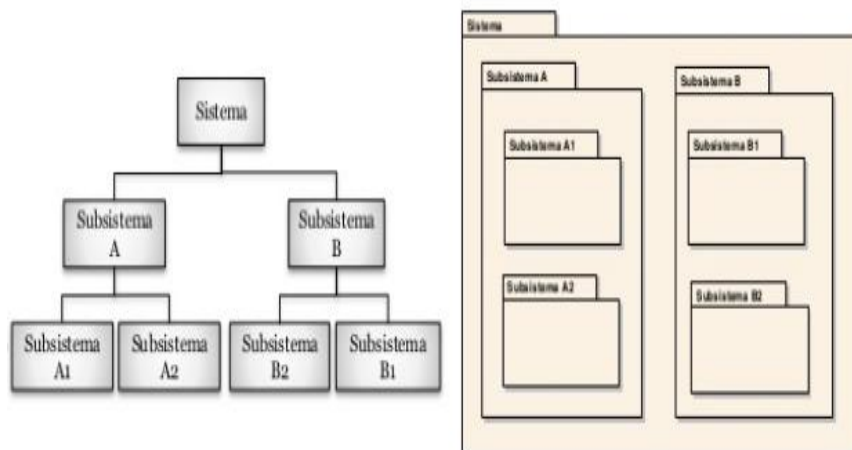 Sistema
Subsistema
A
Subsistema
B
Subsistema
A1
Subsistema
A2
Subsistema
B2
Subsistema
B1
Sistema
Subsistema A
Subsistema B
Subsistema A1
Subsistema B1
Subsistema A2
Subsistema B2